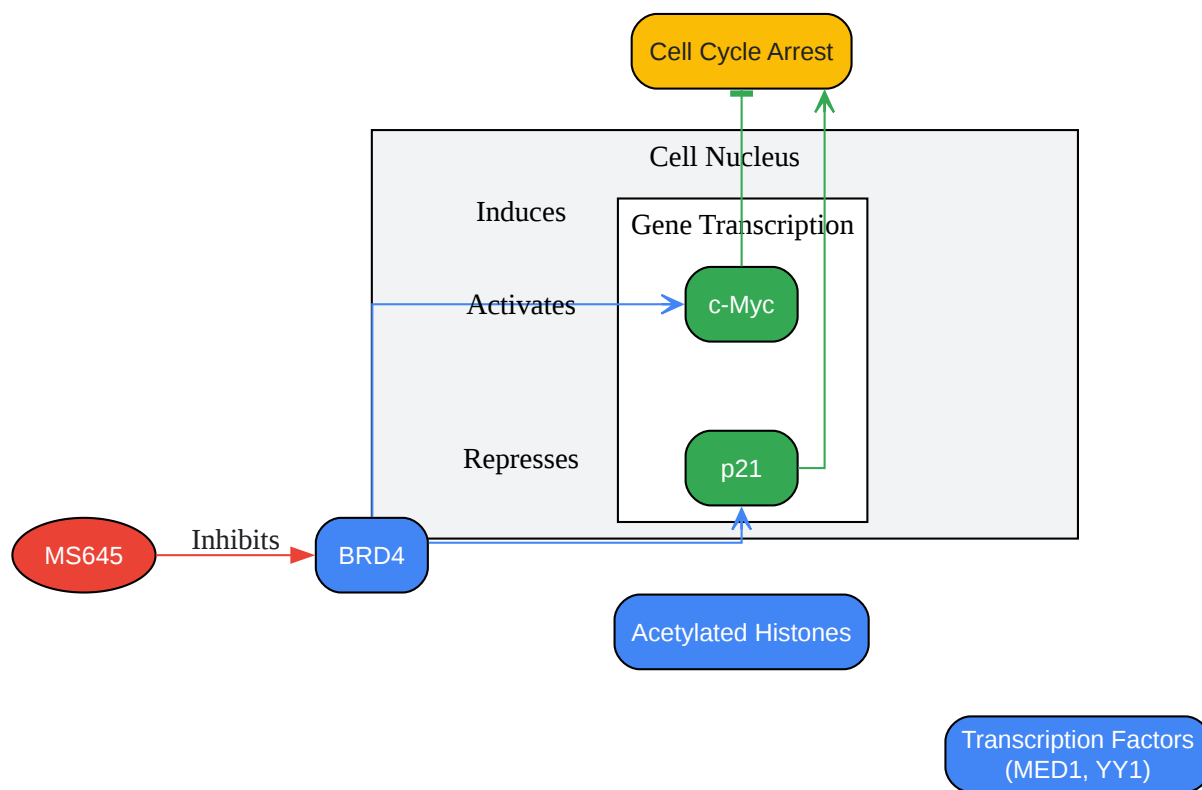 Cell Cycle Arrest
Cell Nucleus
Induces
Gene Transcription
Activates
c-Myc
Represses
p21
Inhibits
MS645
BRD4
Acetylated Histones
Transcription Factors
(MED1, YY1)